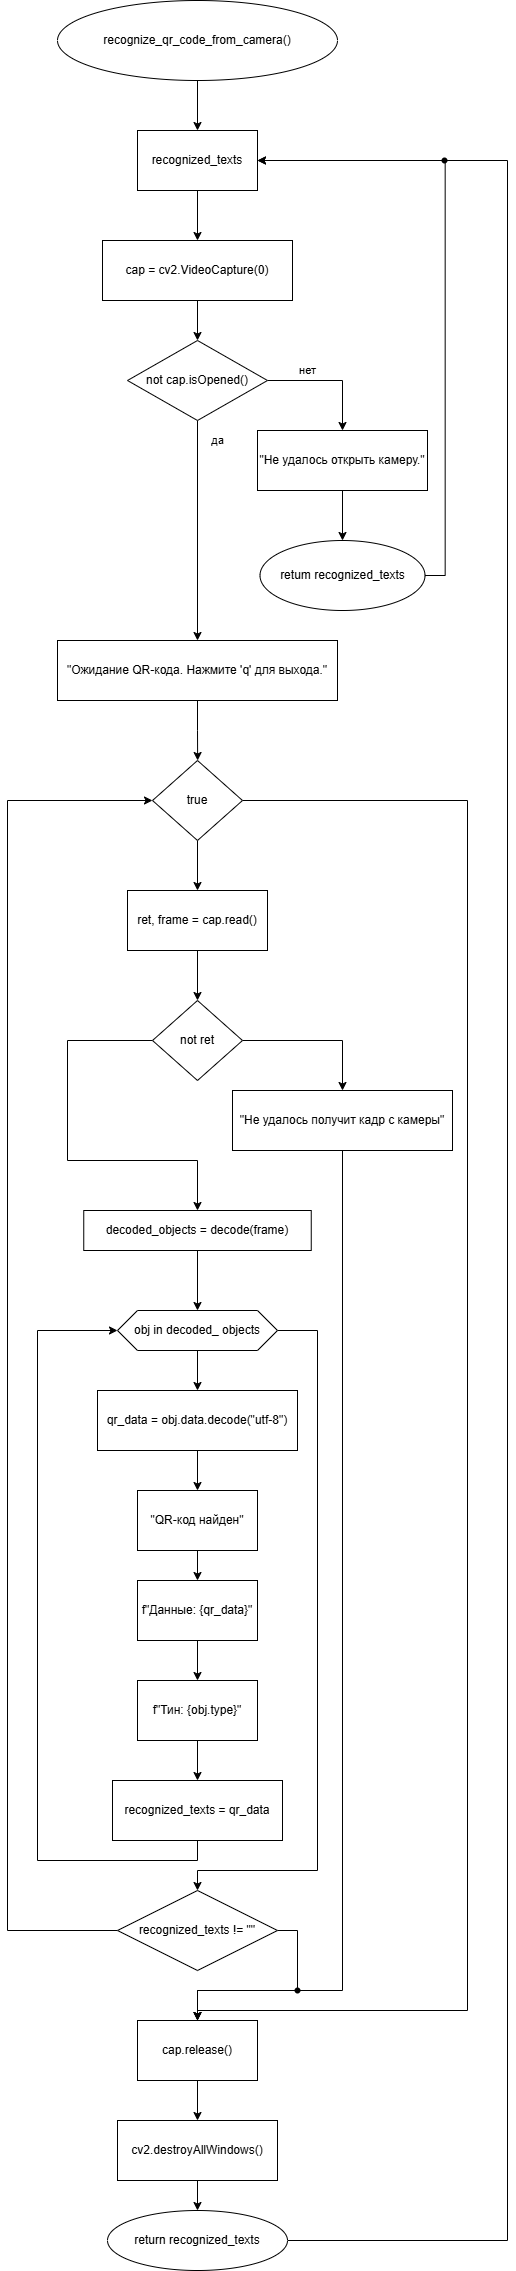 recognize_qr_code_from_camera()
recognized_texts
cap = cv2.VideoCapture(0)
not cap.isOpened()
нет
да
"Не удалось открыть камеру."
return recognized_texts
"Ожидание QR-кода. Нажмите 'q' для выхода."
true
ret, frame = cap.read()
not ret
"Не удалось получит кадр с камеры"
decoded_objects = decode(frame)
obj in decoded_ objects
qr_data = obj.data.decode("utf-8")
"QR-код найден"
f"Данные: {qr_data}"
f"Тин: {obj.type}"
recognized_texts = qr_data
recognized_texts != ""
cap.release()
cv2.destroyAllWindows()
return recognized_texts